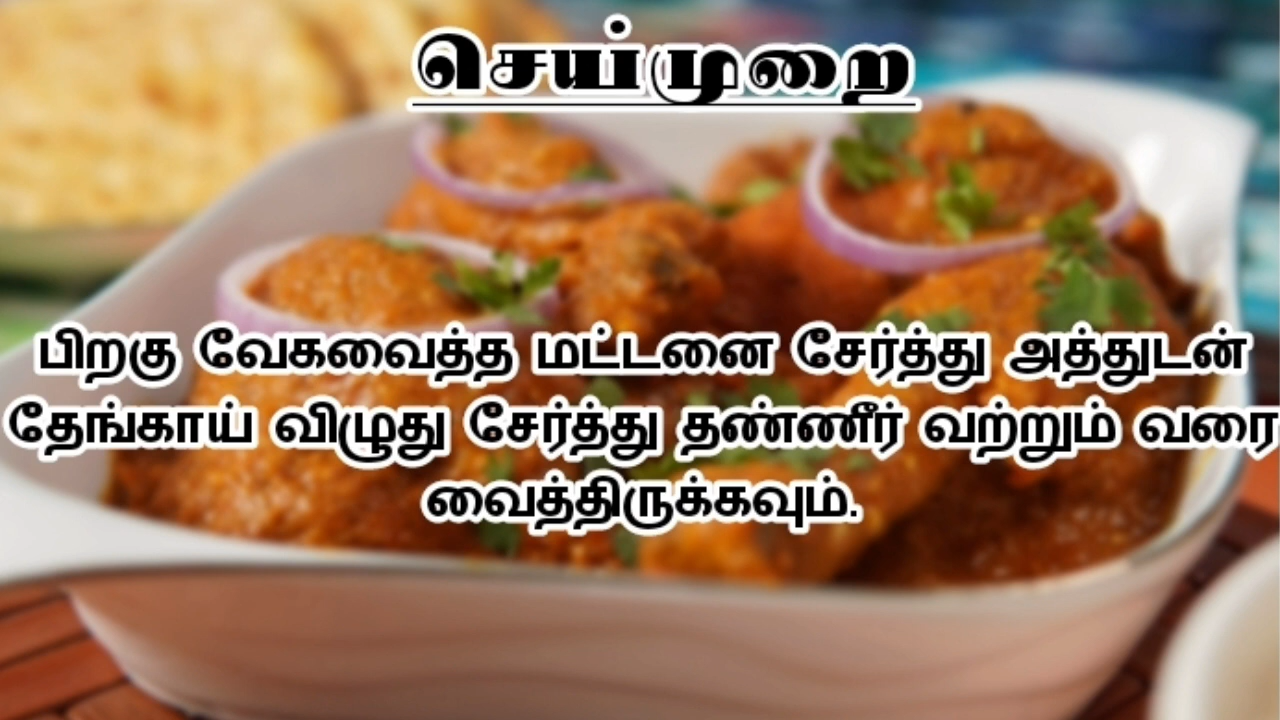 செய்முறை
பிறகு வேகவைத்த மட்டனை சேர்த்து அத்துடன்
தேங்காய் விழுது சேர்த்து தண்ணீர் வற்றும் வரை
வைத்திருக்கவும்.